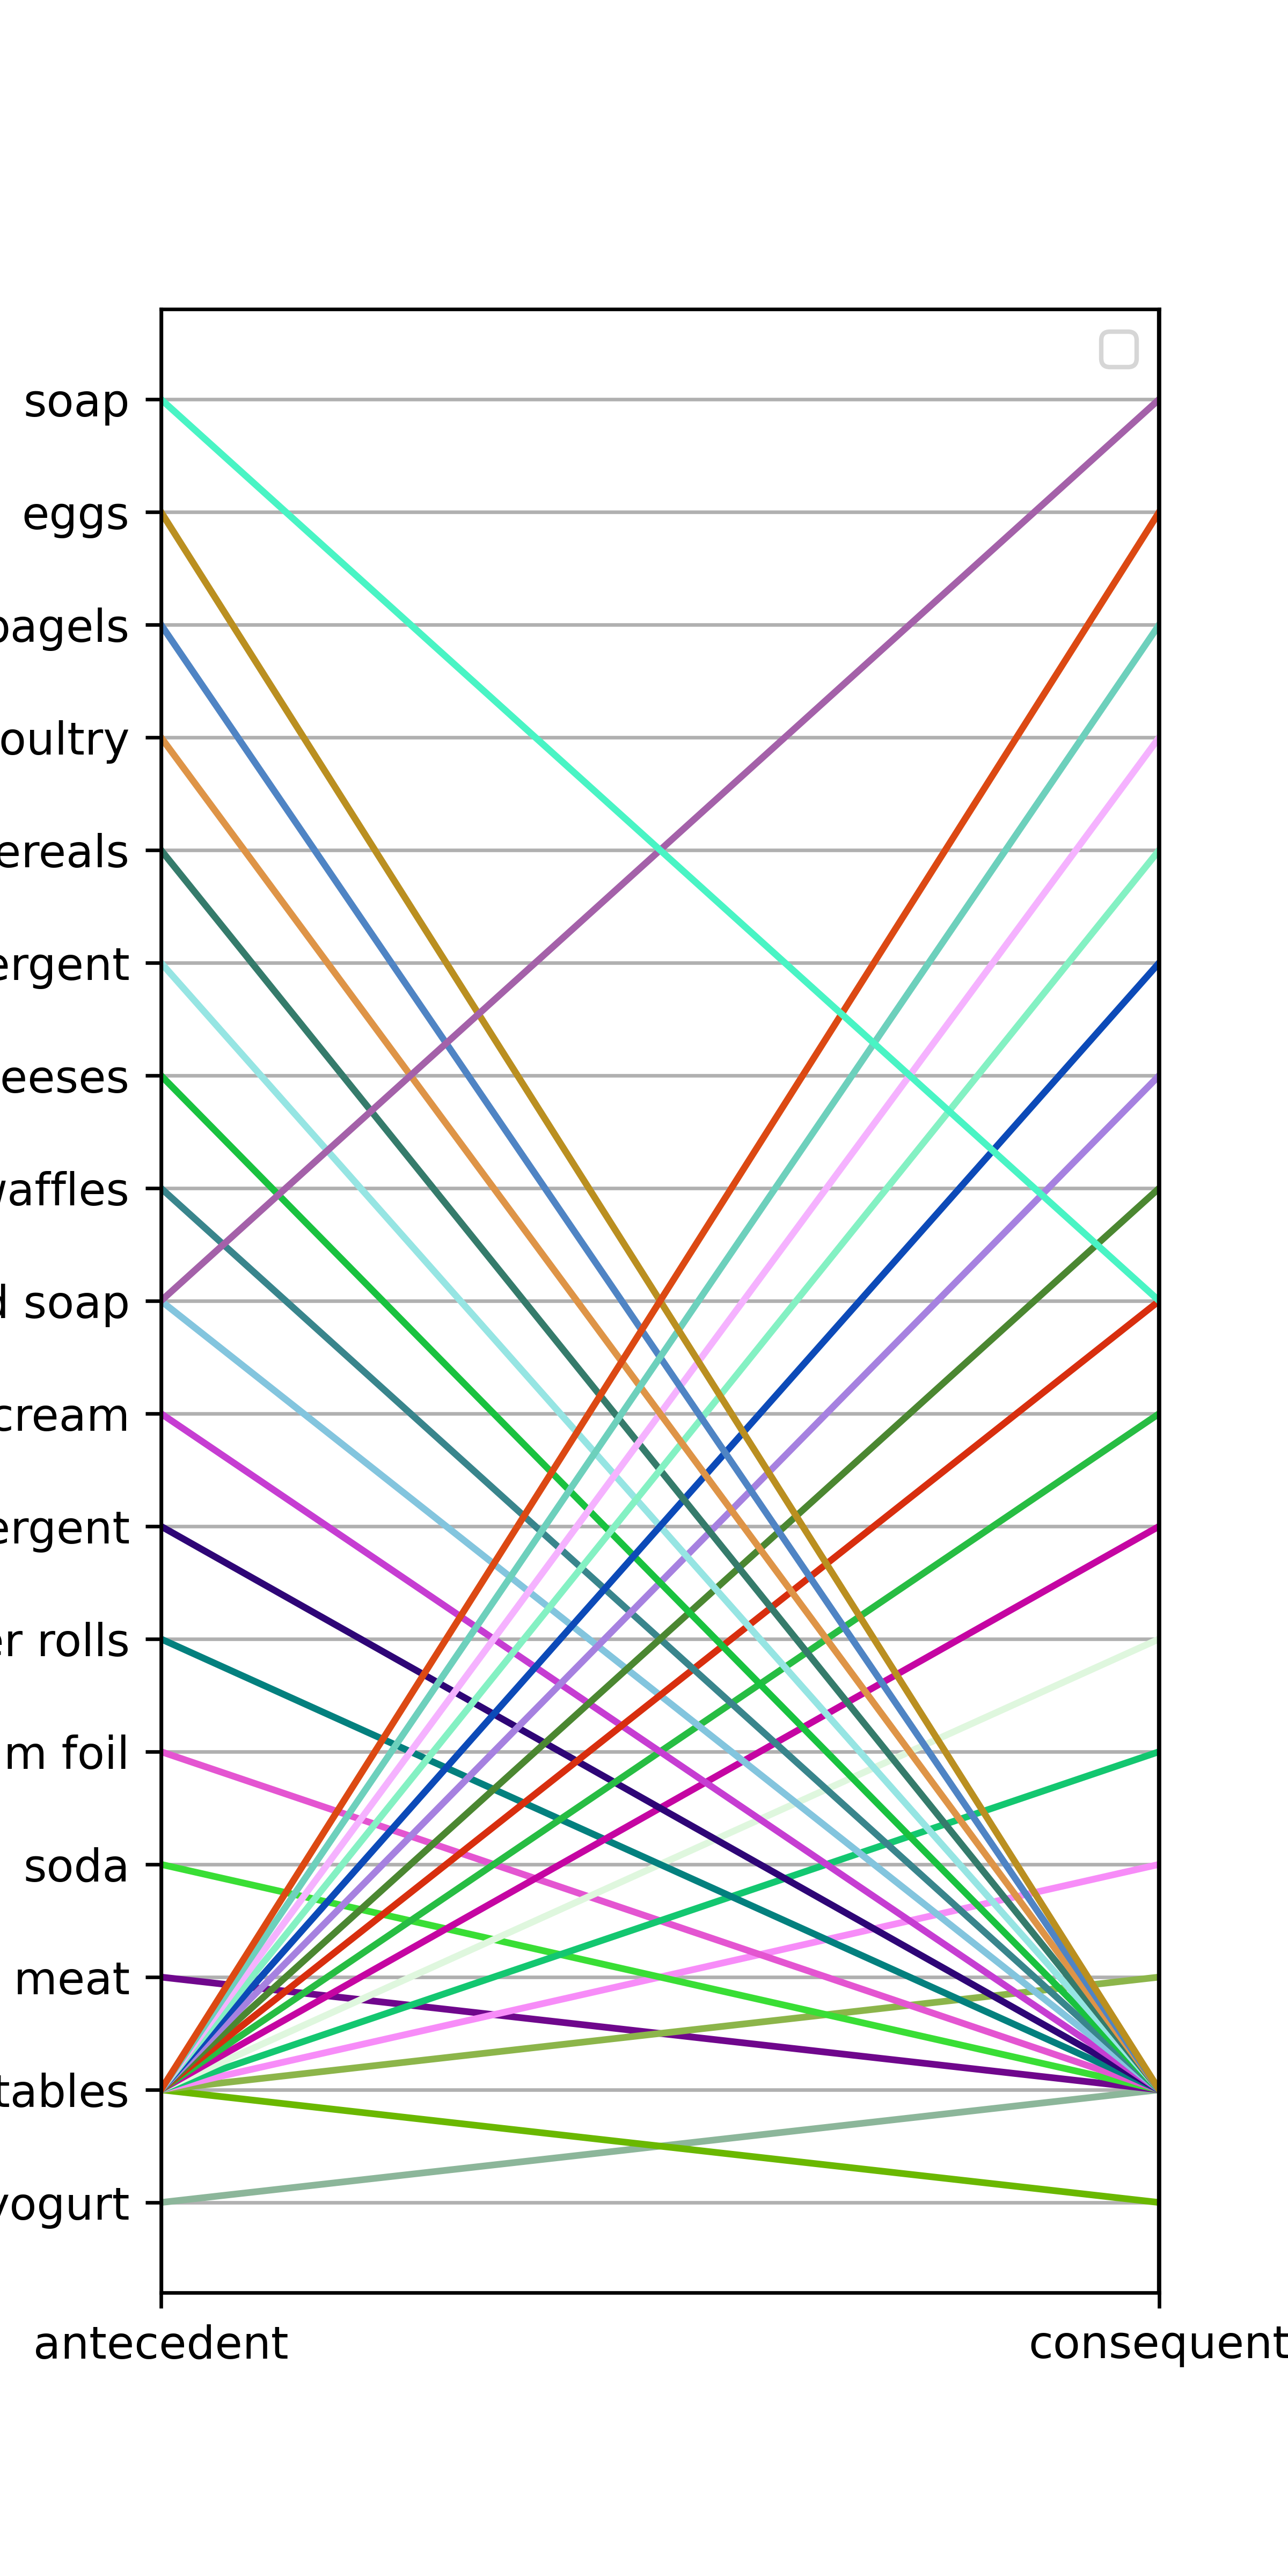 soap
eggs
bagels
oultry
ereals
ergent
eeses
waffles
d soap
cream
ergent
er rolls
m foil
soda
meat
tables
yogurt
antecedent
consequent